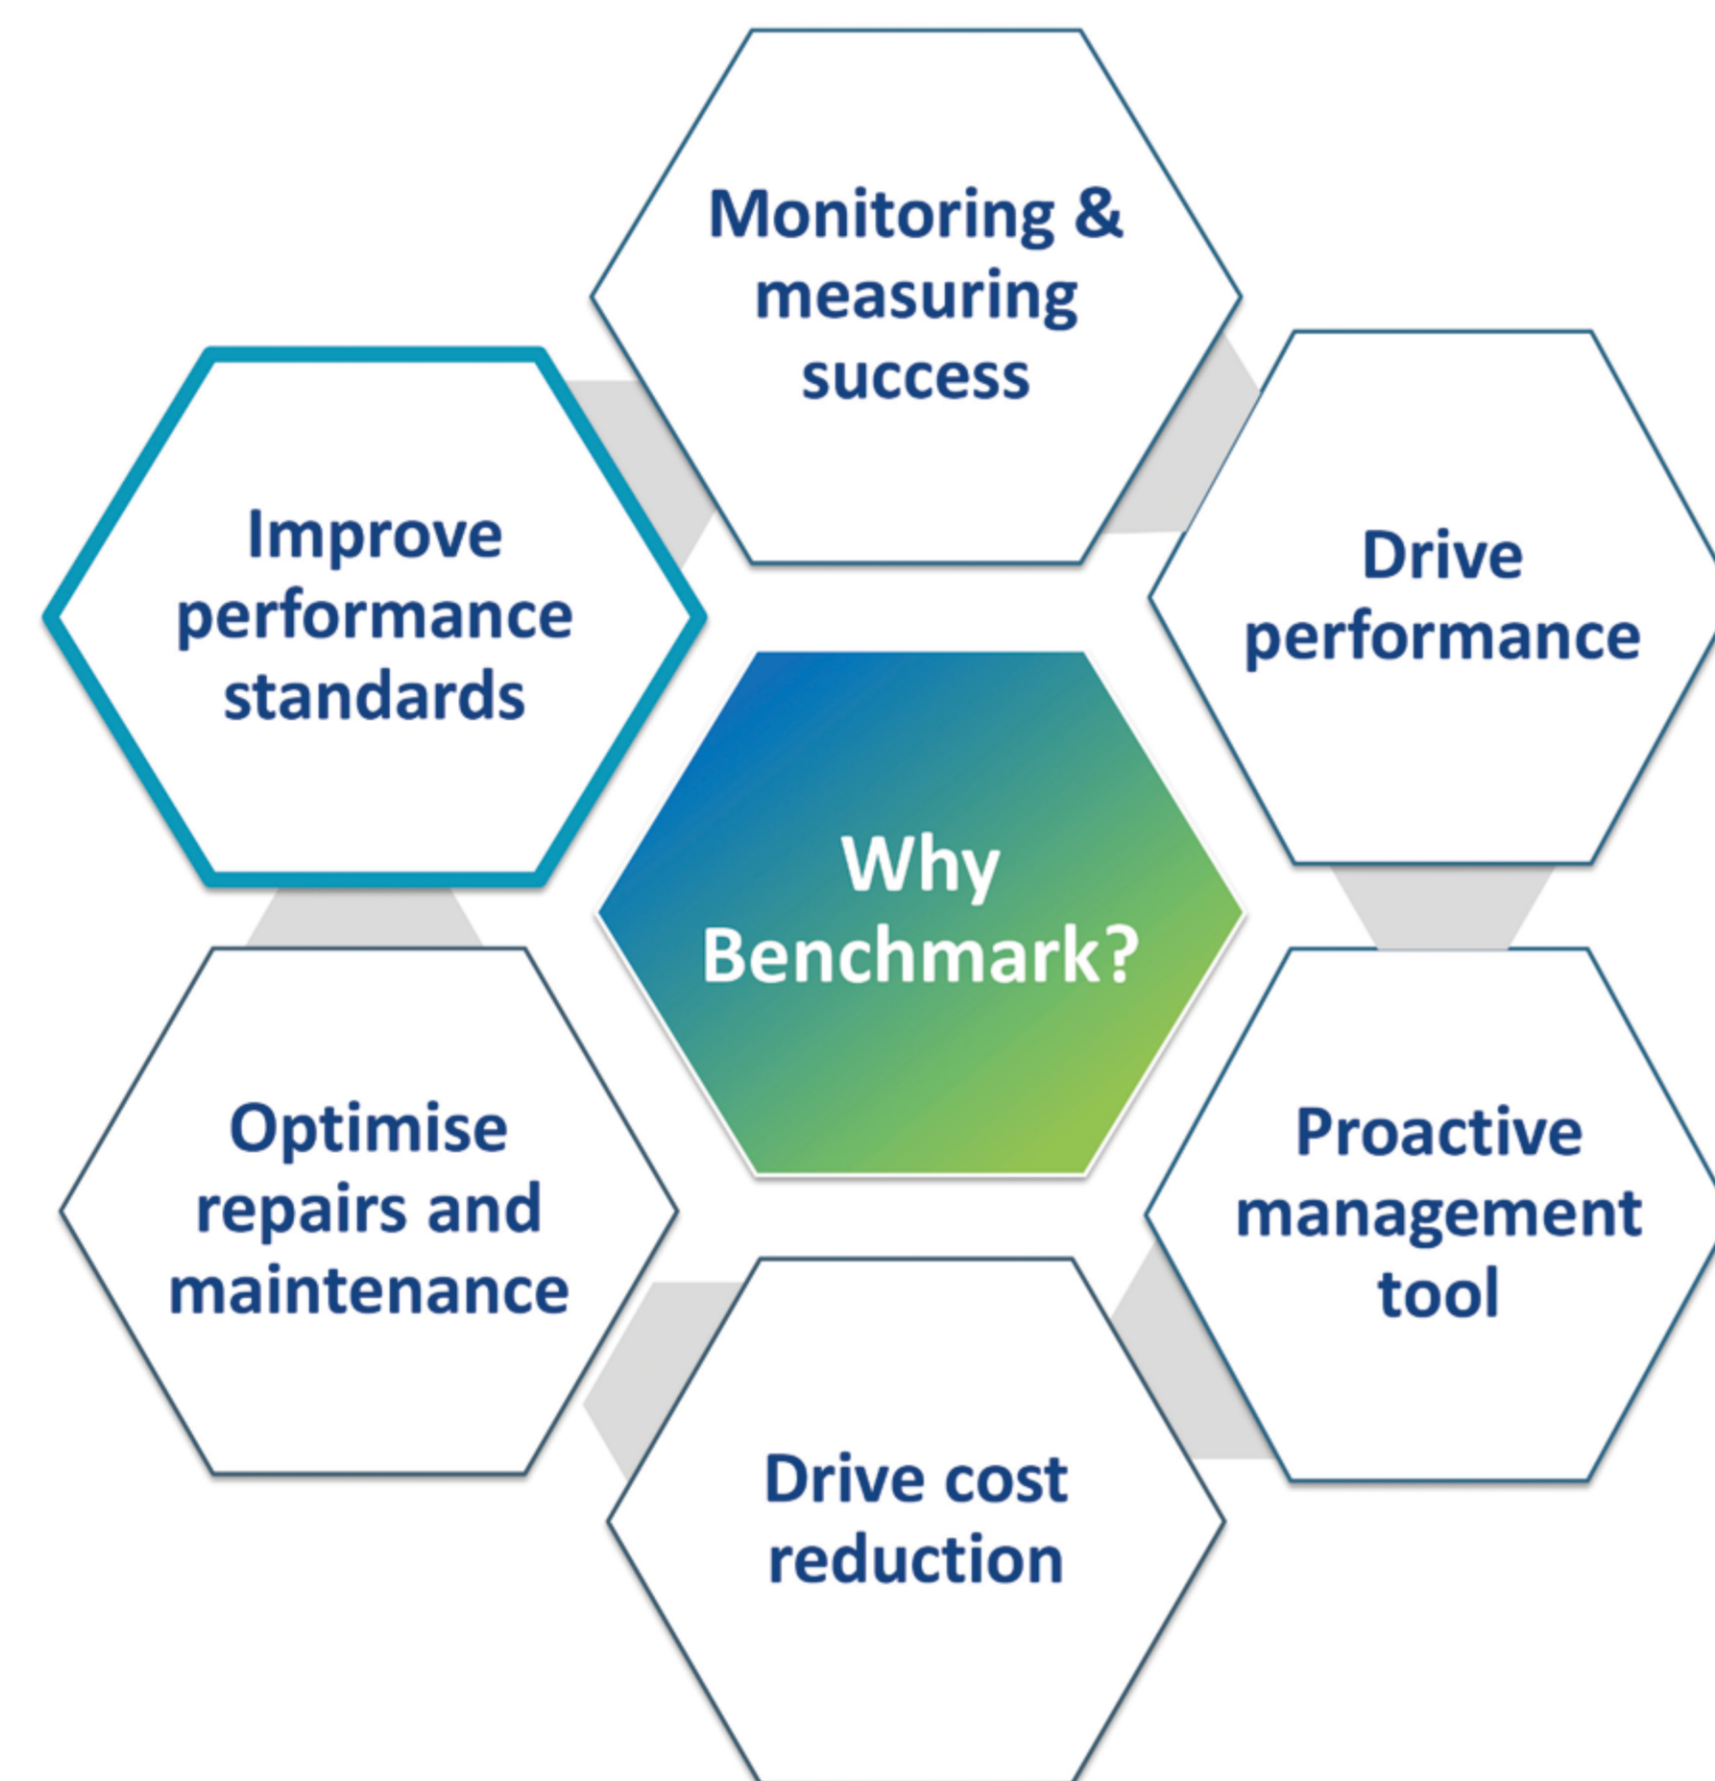 Monitoring &
measuring
success
Drive
performance
Improve
performance
standards
Why
Benchmark?
Proactive
management
tool
Optimise
repairs and
maintenance
Drive cost
reduction